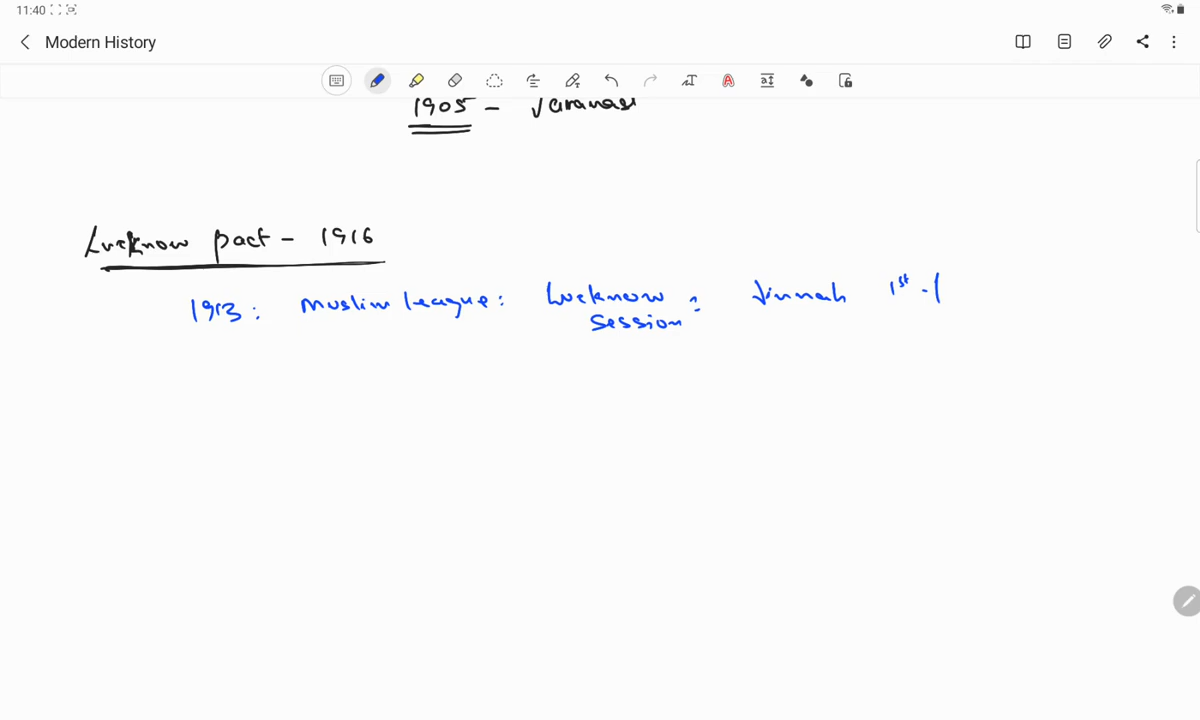 11:40
Modern History
1905 - Varanasi
Lucknow pact - 1916
1913: Muslim League: Lucknow session: Jinnah 1st -